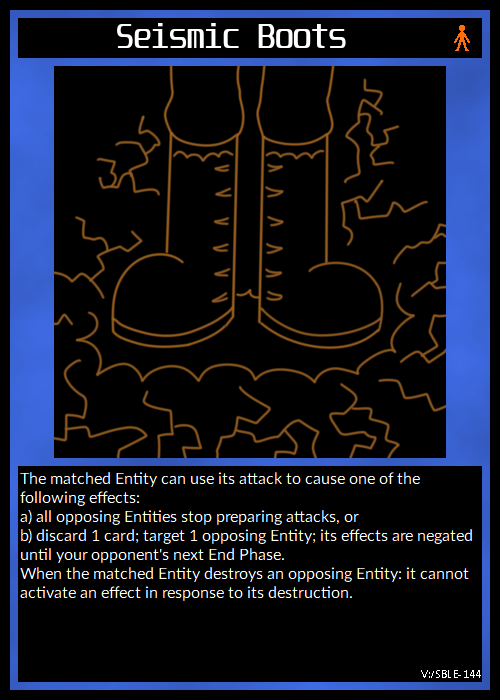 Seismic Boots
The matched Entity can use its attack to cause one of the
following effects:
a) all opposing Entities stop preparing attacks, or
b) discard 1 card; target 1 opposing Entity; its effects are negated
until your opponent's next End Phase.
When the matched Entity destroys an opposing Entity: it cannot
activate an effect in response to its destruction.
V:/SBLE-144